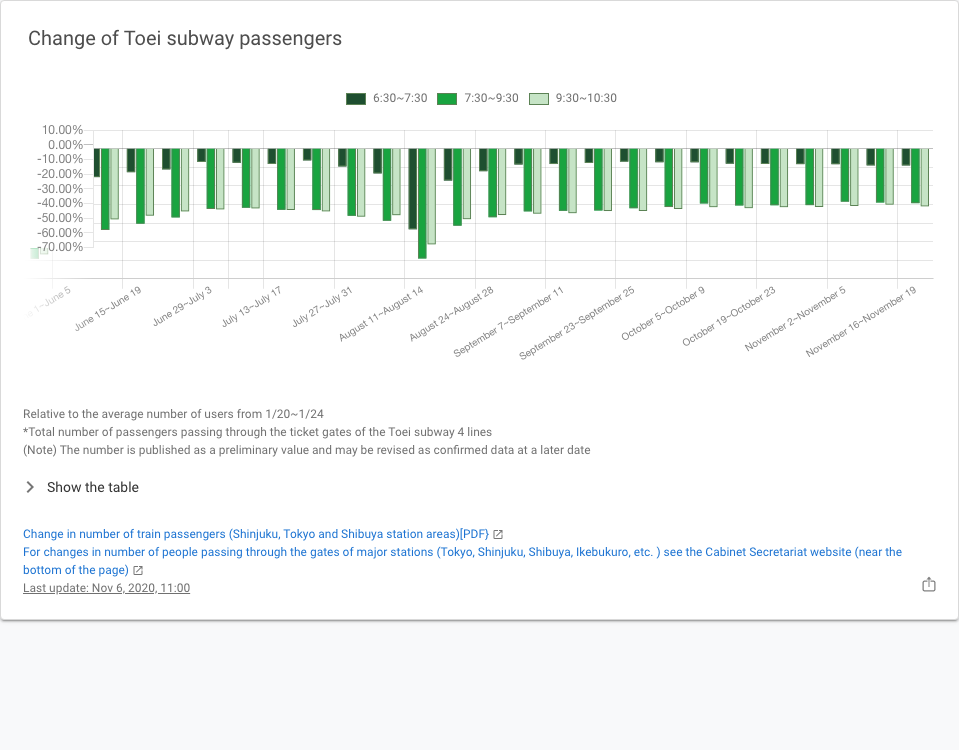 Change of Toei subway passengers
6:30~7:30 7:30~9:30 9:30~10:30
10.00%
0.00%
-10.00%
-20.00%
-30.00%
-40.00%
-50.00%
-60.00%
-70.00%
1~June 5
June 15~June 19
June 29~July 3
July 13~July 17
July 27~July 31
August 11~August 14
August 24~August 28
September 7~September 11
September 23~September 25
October 5~October 9
October 19~October 23
November 2~November 5
November 16~November 19
Relative to the average number of users from 1/20~1/24
*Total number of passengers passing through the ticket gates of the Toei subway 4 lines
(Note) The number is published as a preliminary value and may be revised as confirmed data at a later date
Show the table
Change in number of train passengers (Shinjuku, Tokyo and Shibuya station areas)[PDF}
For changes in number of people passing through the gates of major stations (Tokyo, Shinjuku, Shibuya, Ikebukuro, etc. ) see the Cabinet Secretariat website (near the
bottom of the page)
Last update: Nov 6, 2020, 11:00